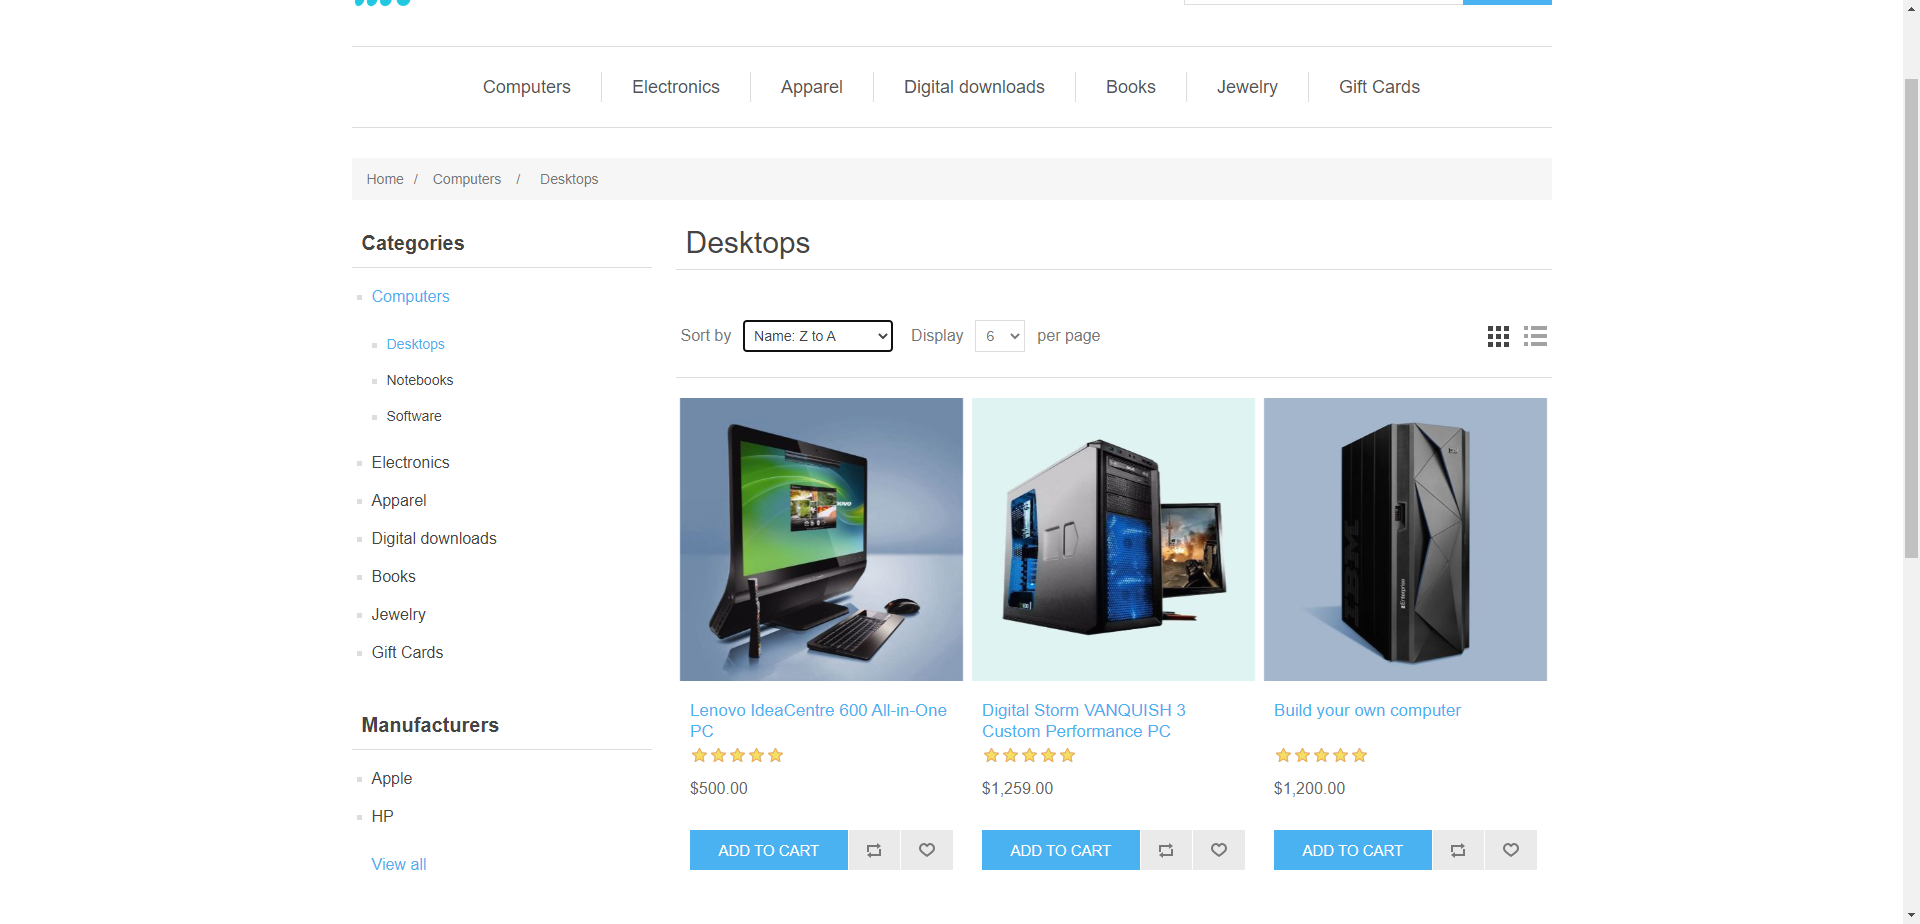 Computers
Electronics
Apparel
Digital downloads
Books
Jewelry
Gift Cards
Home / Computers / Desktops
Categories
Computers
Desktops
Notebooks
Software
Electronics
Apparel
Digital downloads
Books
Jewelry
Gift Cards
Manufacturers
Apple
HP
View all
Desktops
Sort by Name: Z to A Display 6 per page
IBM
Lenovo IdeaCentre 600 All-in-One
PC
$500.00
ADD TO CART
Digital Storm VANQUISH 3
Custom Performance PC
$1,259.00
ADD TO CART
Build your own computer
$1,200.00
ADD TO CART